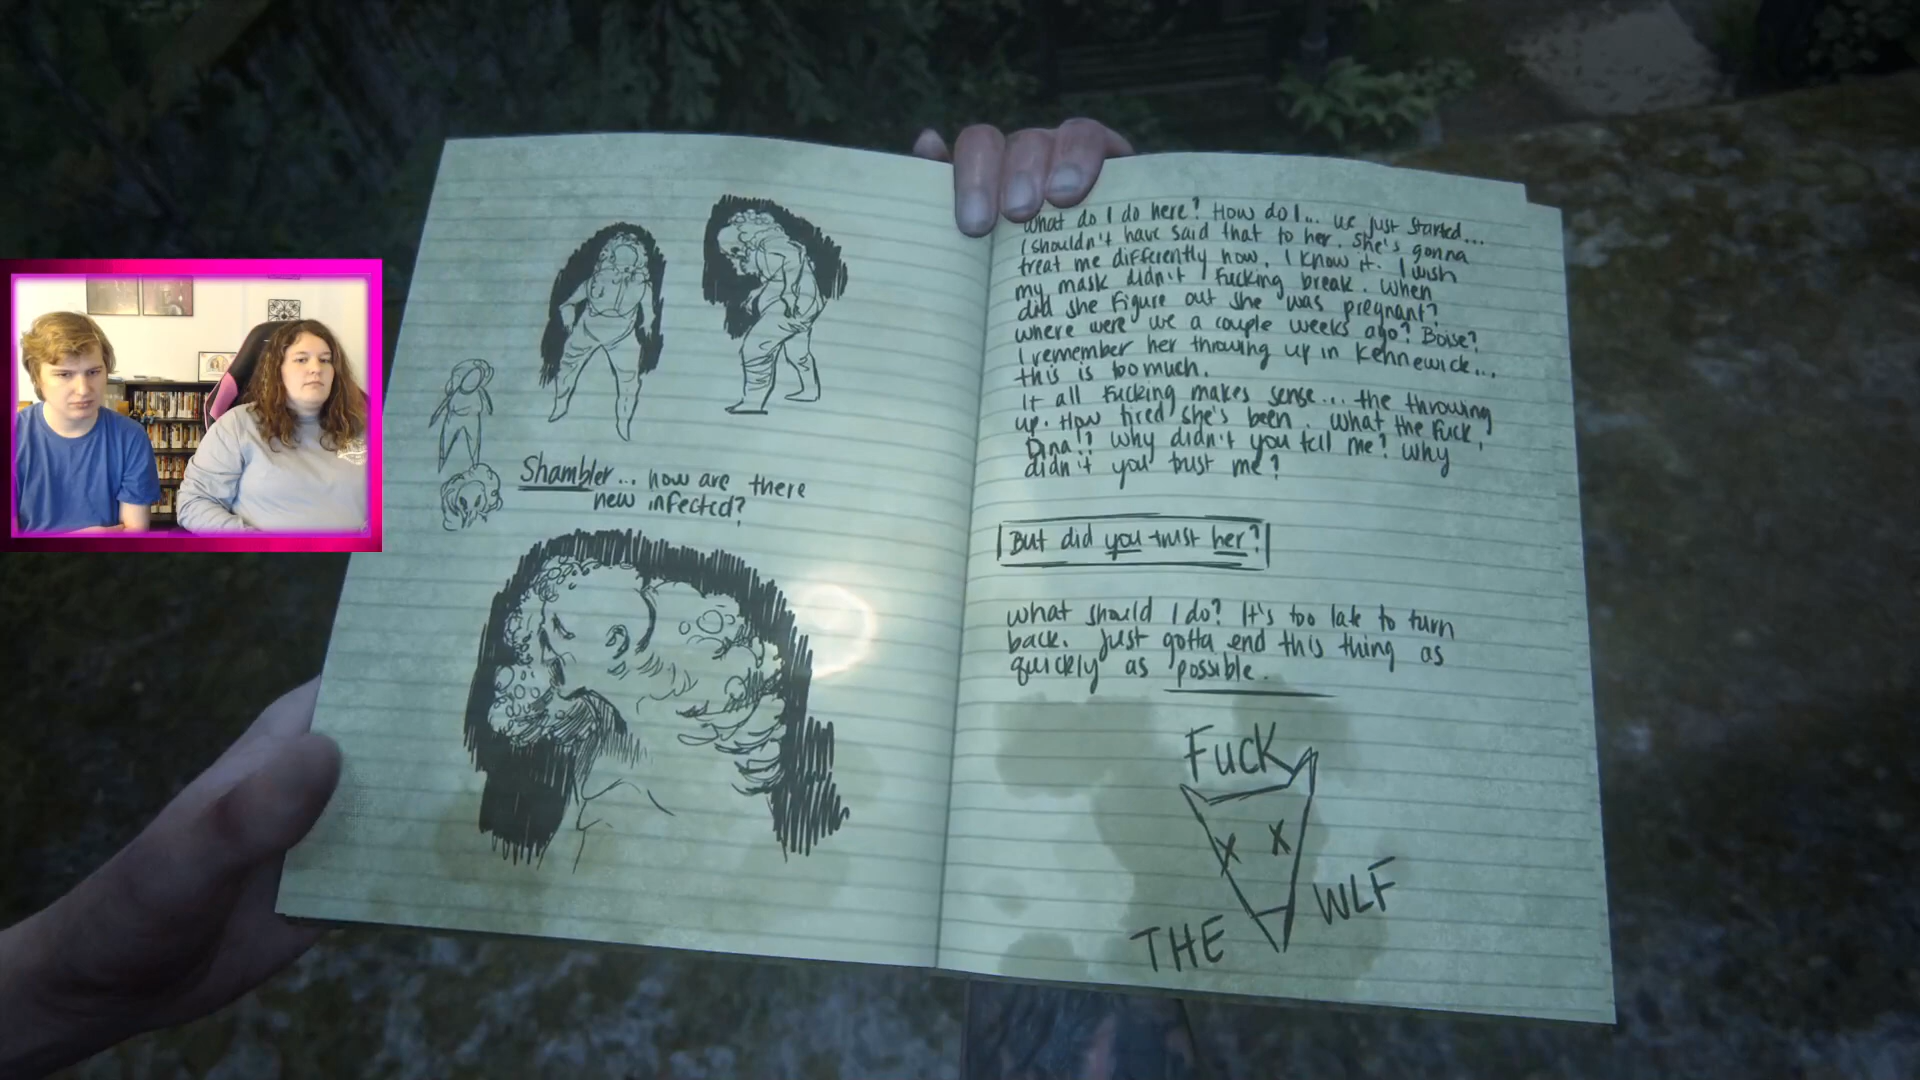 Shambler... how are there
new infected?
What do I do here? How do I... we just started...
I shouldn't have said that to her. She's gonna
treat me differently now. I know it. I wish
my mask didn't fucking break. When
did she figure out she was pregnant?
Where were we a couple weeks ago? Boise?
I remember her throwing up in Kennewick...
this is too much.
It all fucking makes sense... the throwing
up. How tired she's been. What the fuck,
Dina!? Why didn't you tell me? Why
didn't you trust me?
But did you trust her?
What should I do? It's too late to turn
back. Just gotta end this thing as
quickly as possible.
FUCK
THE WLF